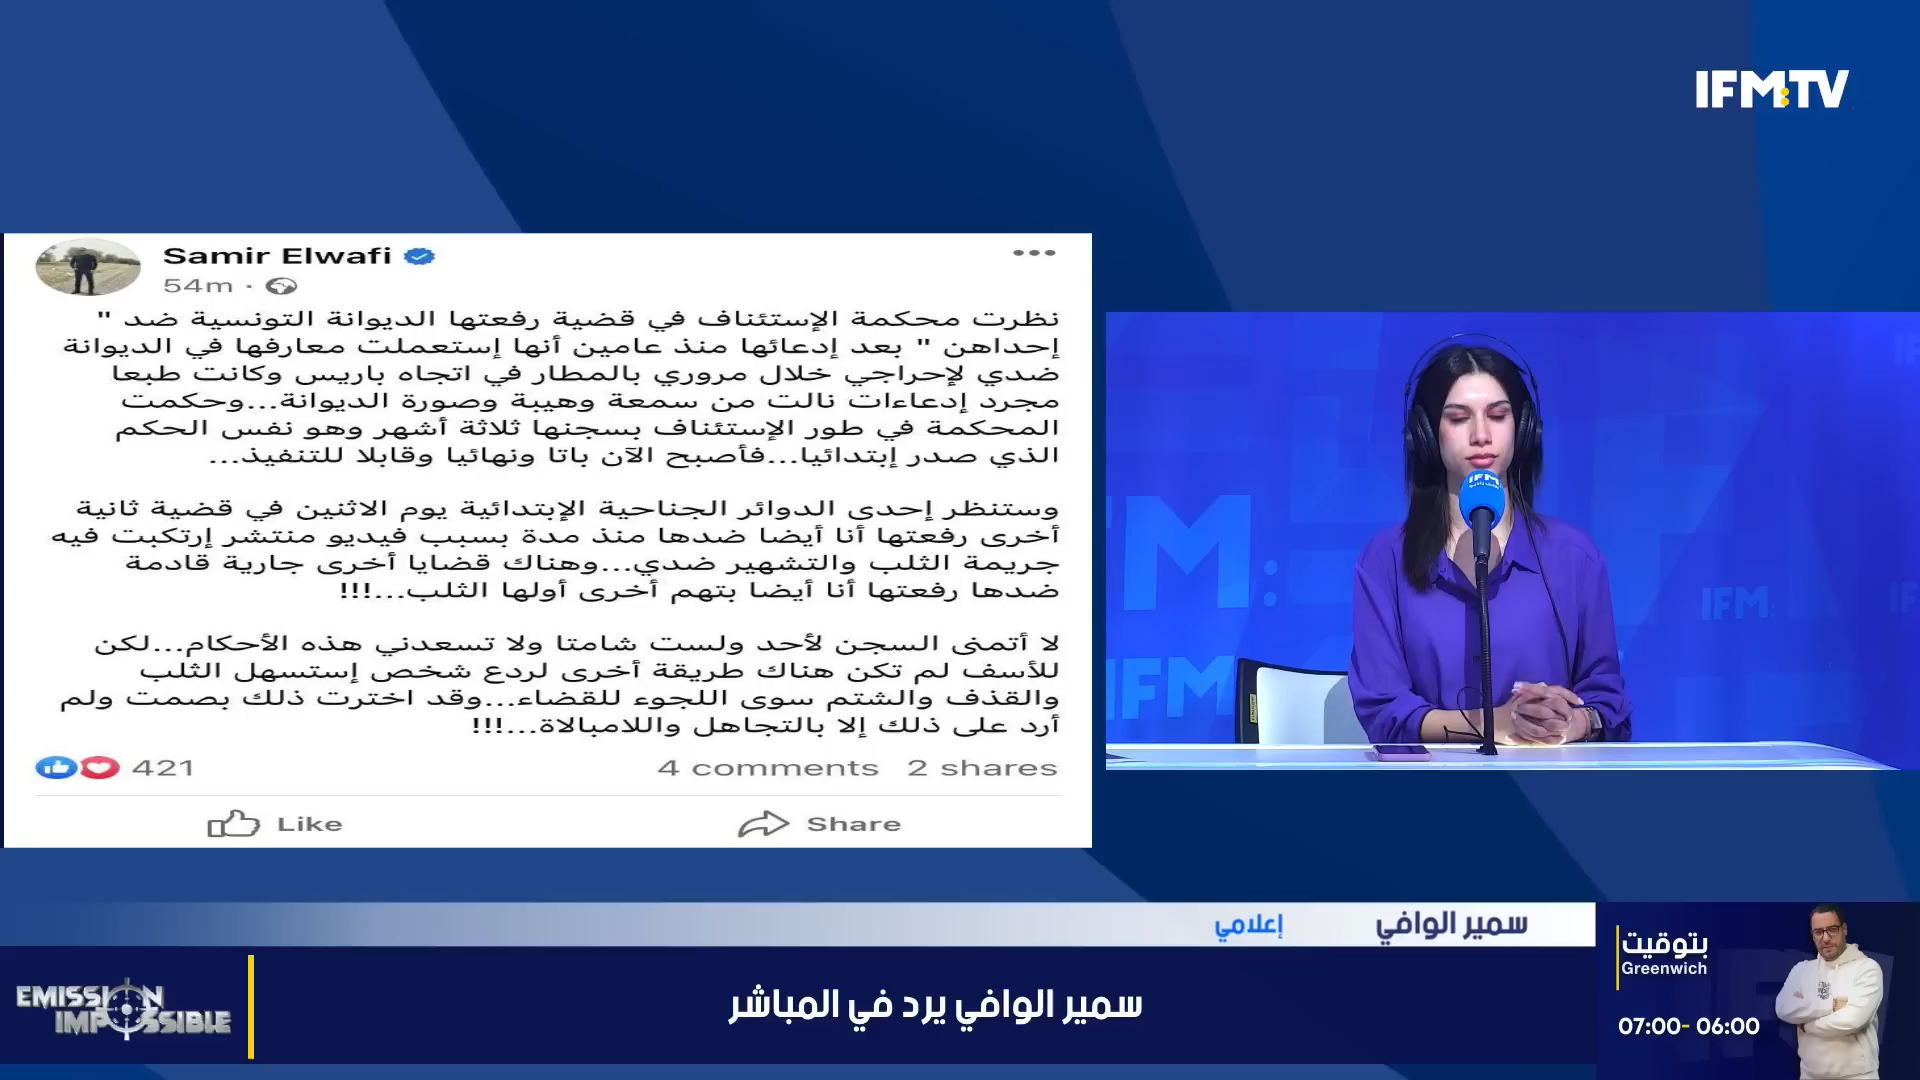 IFM:TV
Samir Elwafi
54m ·
نظرت محكمة الإستئناف في قضية رفعتها الديوانة التونسية ضد "
إحداهن " بعد إدعائها منذ عامين أنها إستعملت معارفها في الديوانة
ضدي لإحراجي خلال مروري بالمطار في اتجاه باريس وكانت طبعا
مجرد إدعاءات نالت من سمعة وهيبة وصورة الديوانة...وحكمت
المحكمة في طور الإستئناف بسجنها ثلاثة أشهر وهو نفس الحكم
الذي صدر إبتدائيا...فأصبح الآن باتا ونهائيا وقابلا للتنفيذ...
وستنظر إحدى الدوائر الجناحية الإبتدائية يوم الاثنين في قضية ثانية
أخرى رفعتها أنا أيضا ضدها منذ مدة بسبب فيديو منتشر إرتكبت فيه
جريمة الثلب والتشهير ضدي...وهناك قضايا أخرى جارية قادمة
ضدها رفعتها أنا أيضا بتهم أخرى أولها الثلب...!!!
لا أتمنى السجن لأحد ولست شامتا ولا تسعدني هذه الأحكام...لكن
للأسف لم تكن هناك طريقة أخرى لردع شخص إستسهل الثلب
والقذف والشتم سوى اللجوء للقضاء...وقد اخترت ذلك بصمت ولم
أرد على ذلك إلا بالتجاهل واللامبالاة...!!!
421
4 comments 2 shares
Like
Share
IFM
IFM:
IFM
سمير الوافي
إعلامي
سمير الوافي يرد في المباشر
EMISSION
IMPOSSIBLE
بتوقيت
Greenwich
07:00- 06:00